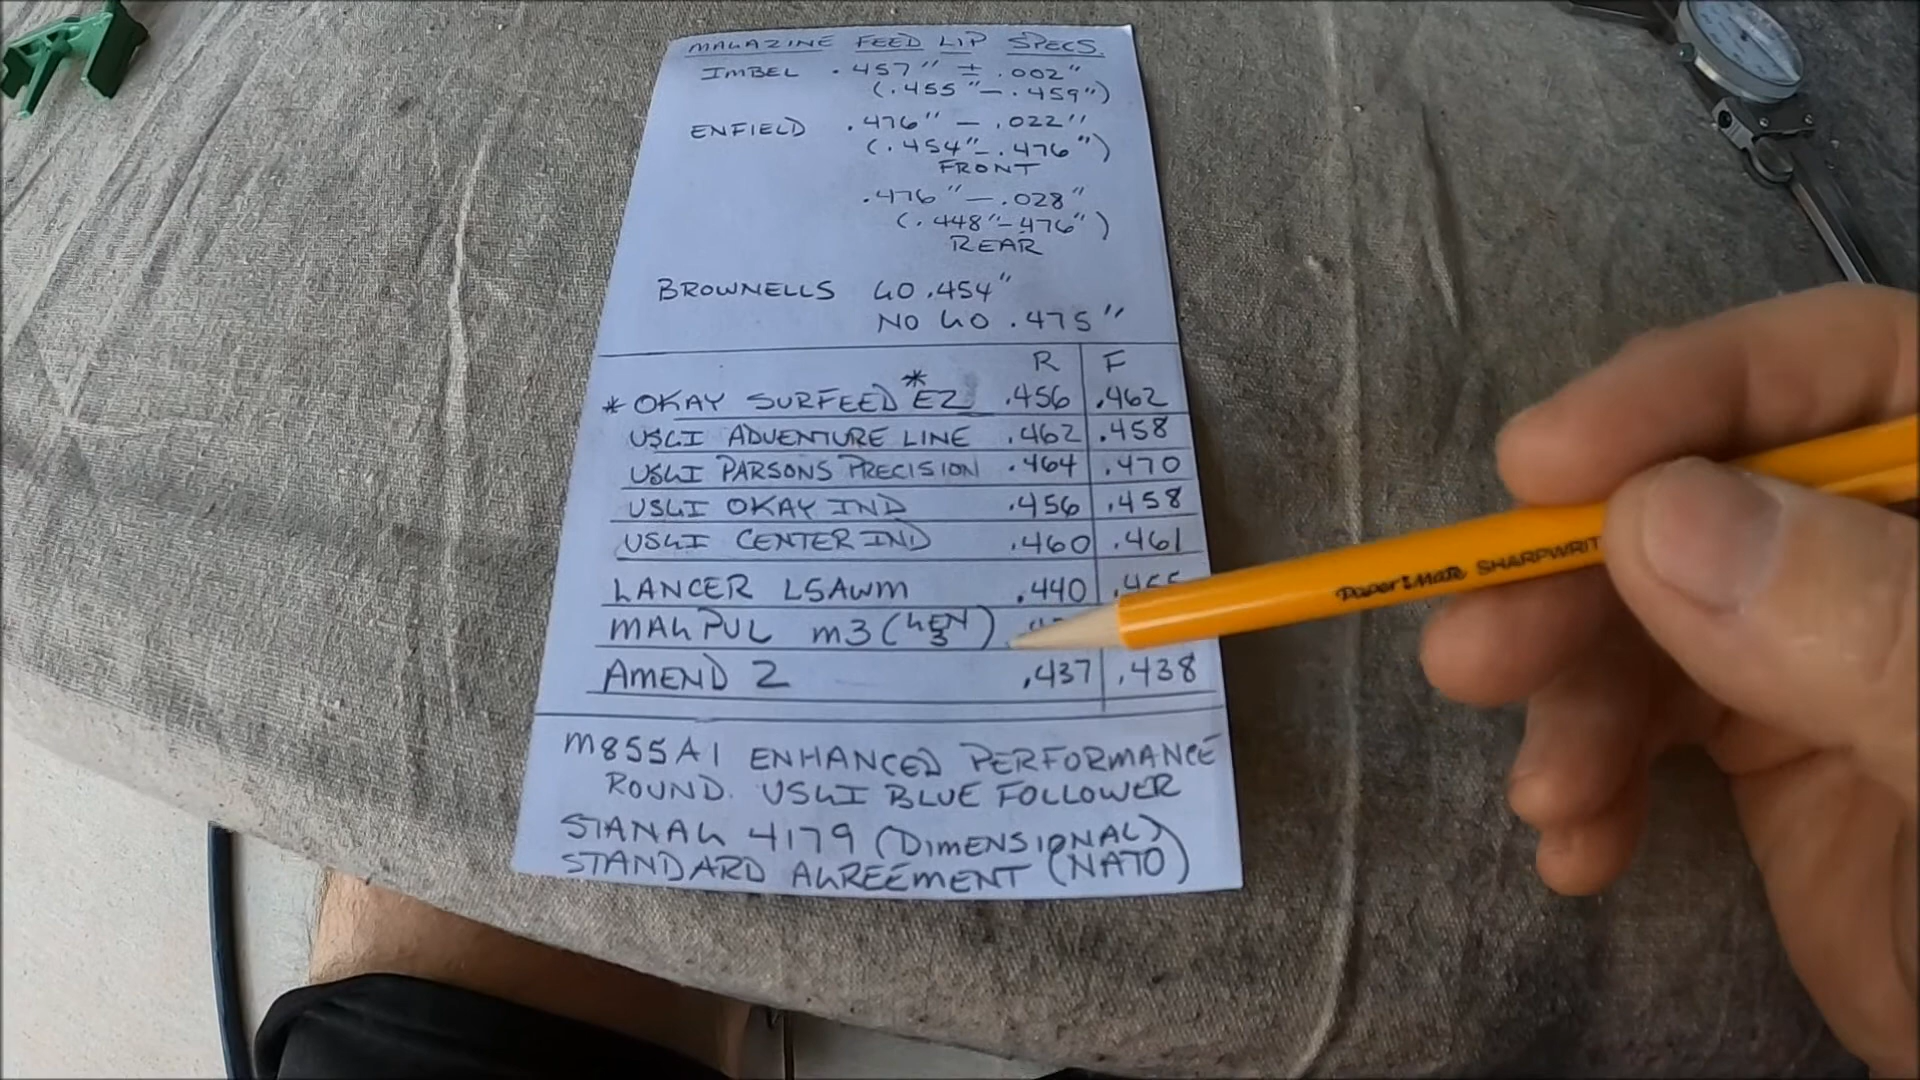 MAGAZINE FEED LIP SPECS.
IMBEL .457" ± .002"
(.455"-.459")
ENFIELD .476" - .022"
(.454"-.476")
FRONT
.476" - .028"
(.448"-.476")
REAR
BROWNELLS GO .454"
NO GO .475"
R F
* OKAY SURFEED* E2 .456 .462
USGI ADVENTURE LINE .462 .458
USGI PARSONS PRECISION .464 .470
USGI OKAY IND .456 .458
USGI CENTER IND .460 .461
LANCER L5AWM .440
MAGPUL M3 (GEN 3)
AMEND 2 .437 .438
M855A1 ENHANCED PERFORMANCE
ROUND. USGI BLUE FOLLOWER
STANAG 4179 (DIMENSIONAL)
STANDARD AGREEMENT (NATO)
Paper Mate SHARPWRIT